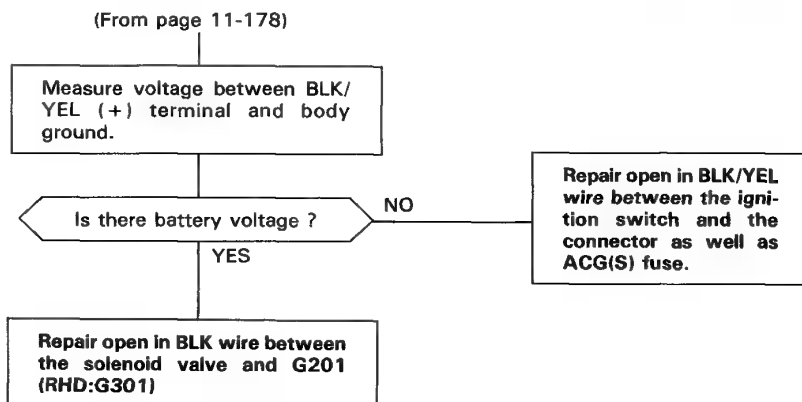 (From page 11-178)
Measure voltage between BLK/
YEL (+) terminal and body
ground.
Is there battery voltage ?
NO
YES
Repair open in BLK/YEL
wire between the igni-
tion switch and the
connector as well as
ACG(S) fuse.
Repair open in BLK wire between
the solenoid valve and G201
(RHD:G301)